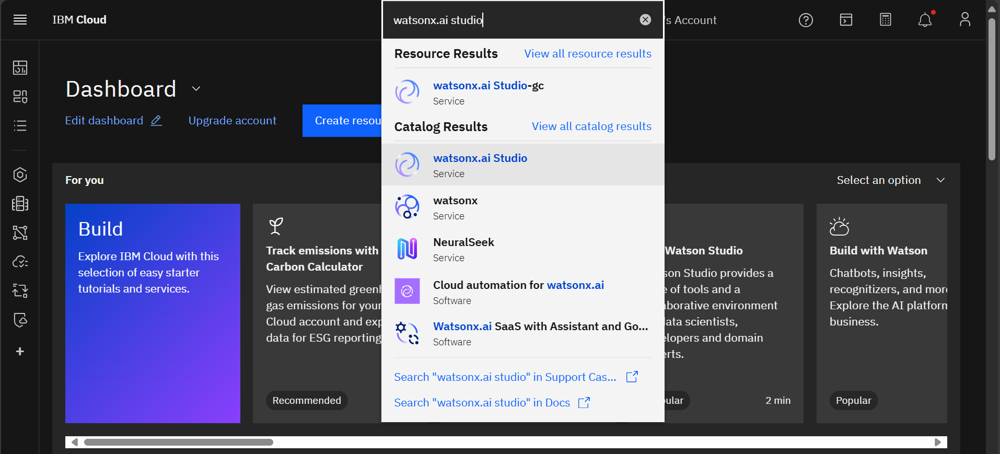 IBM Cloud
watsonx.ai studio
's Account
Resource Results
View all resource results
watsonx.ai Studio-gc
Service
Catalog Results
View all catalog results
watsonx.ai Studio
Service
watsonx
Service
NeuralSeek
Service
Cloud automation for watsonx.ai
Software
Watsonx.ai SaaS with Assistant and Go...
Software
Search "watsonx.ai studio" in Support Cas...
Search "watsonx.ai studio" in Docs
Dashboard
Edit dashboard
Upgrade account
Create resou
For you
Select an option
Build
Explore IBM Cloud with this
selection of easy starter
tutorials and services.
Track emissions with
Carbon Calculator
View estimated green
gas emissions for your
Cloud account and exp
data for ESG reporting
Recommended
Watson Studio
son Studio provides a
e of tools and a
aborative environment
data scientists,
elopers and domain
erts.
ular
2 min
Build with Watson
Chatbots, insights,
recognitizers, and more
Explore the AI platform
business.
Popular